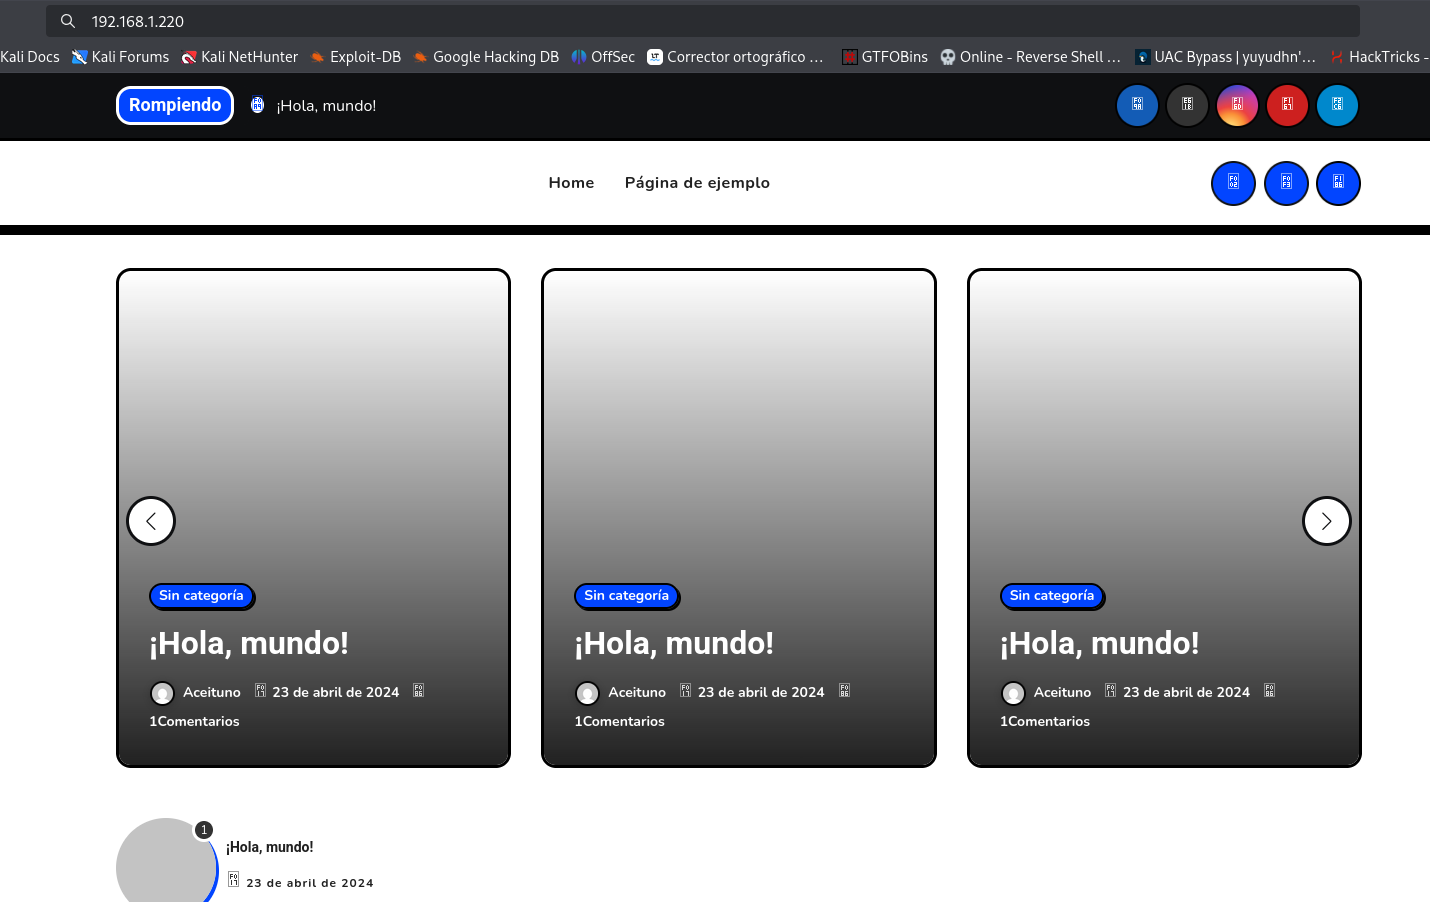 192.168.1.220
Kali Docs Kali Forums Kali NetHunter Exploit-DB Google Hacking DB OffSec Corrector ortográfico ... GTFOBins Online - Reverse Shell ... UAC Bypass | yuyudhn'... HackTricks -
Rompiendo ¡Hola, mundo!
Home Página de ejemplo
Sin categoría
¡Hola, mundo!
Aceituno 23 de abril de 2024
1Comentarios
Sin categoría
¡Hola, mundo!
Aceituno 23 de abril de 2024
1Comentarios
Sin categoría
¡Hola, mundo!
Aceituno 23 de abril de 2024
1Comentarios
1
¡Hola, mundo!
23 de abril de 2024